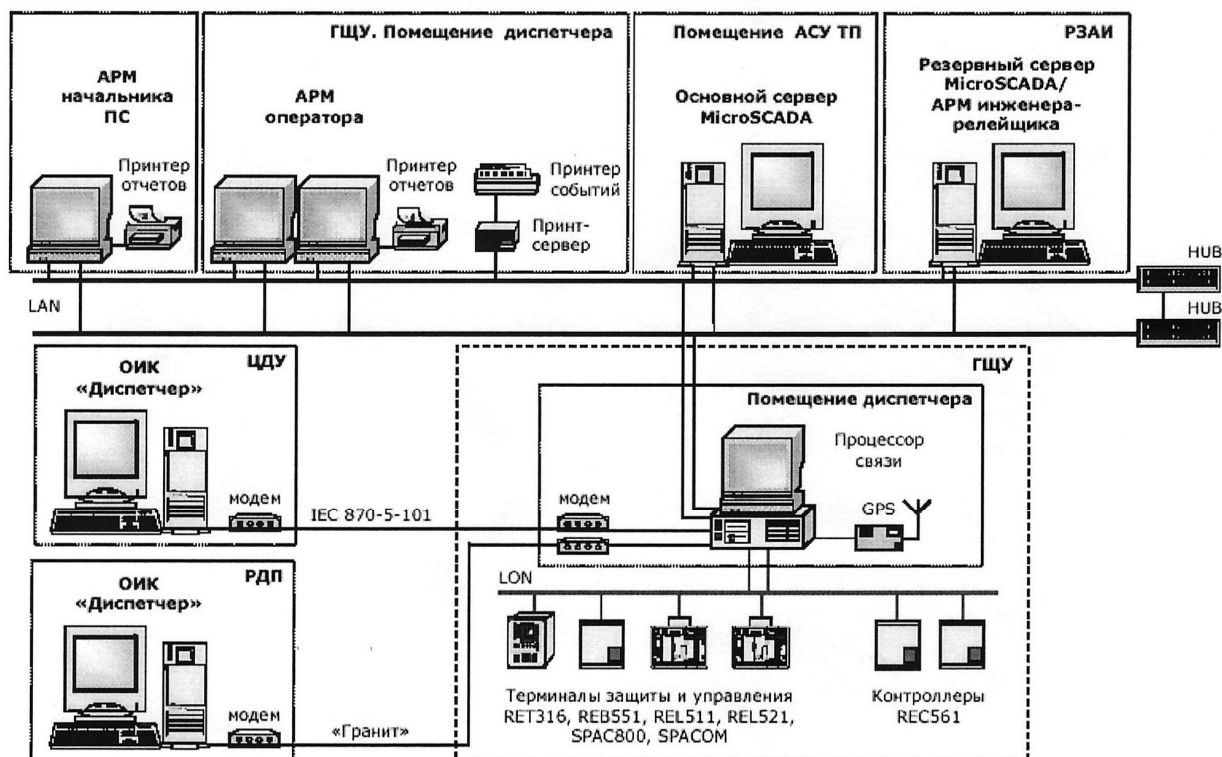 АРМ
начальника
ПС
Принтер
отчетов
ГЩУ. Помещение диспетчера
АРМ
оператора
Принтер
отчетов
Принтер
событий
Принт-
сервер
Помещение АСУ ТП
Основной сервер
MicroSCADA
РЗАИ
Резервный сервер
MicroSCADA/
АРМ инженера-
релейщика
HUB
LAN
HUB
ЦДУ
ОИК
«Диспетчер»
модем
IEC 870-5-101
ГЩУ
Помещение диспетчера
Процессор
связи
модем
GPS
LON
РДП
ОИК
«Диспетчер»
модем
«Гранит»
Терминалы защиты и управления
RET316, REB551, REL511, REL521,
SPAC800, SPACOM
Контроллеры
REC561